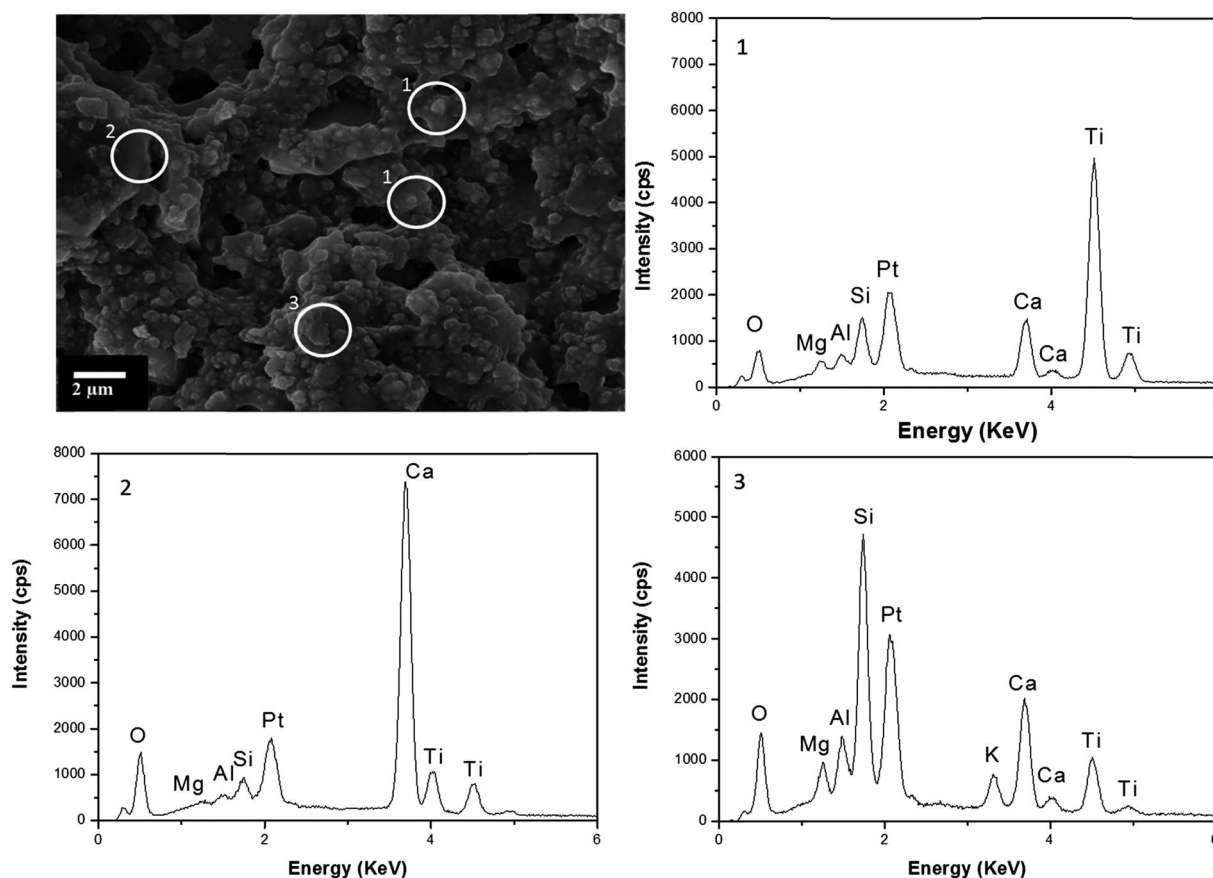 1
2
1
3
2 µm
1
8000
7000
6000
5000
4000
3000
2000
1000
0
Intensity (cps)
O
Mg
Al
Si
Pt
Ca
Ca
Ti
Ti
0
2
4
6
Energy (KeV)
2
8000
7000
6000
5000
4000
3000
2000
1000
0
Intensity (cps)
O
Mg
Al
Si
Pt
Ca
Ti
Ti
0
2
4
6
Energy (KeV)
3
6000
5000
4000
3000
2000
1000
0
Intensity (cps)
O
Mg
Al
Si
Pt
K
Ca
Ca
Ti
Ti
0
2
4
6
Energy (KeV)